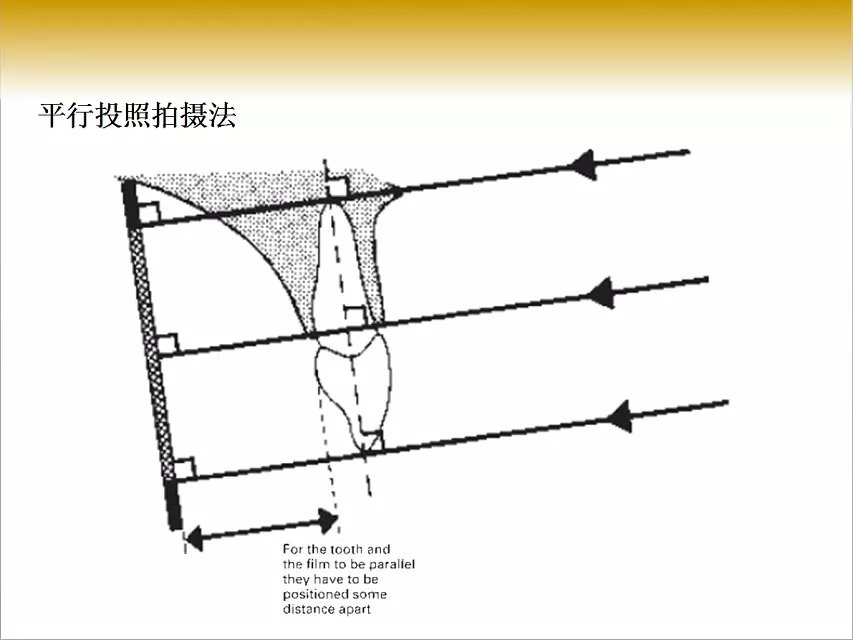 平行投照拍摄法
For the tooth and
the film to be parallel
they have to be
positioned some
distance apart